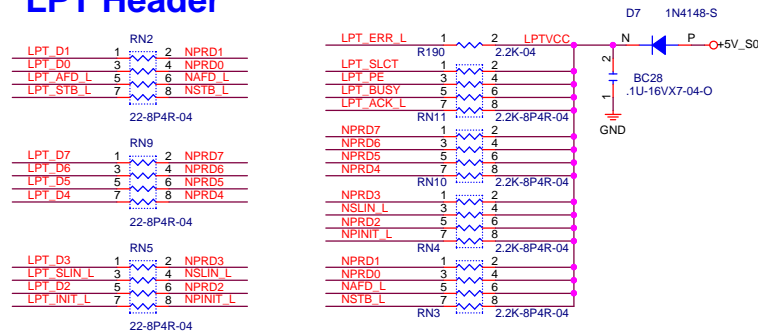 LPT Header
RN2
LPT_D1 1 2 NPRD1
LPT_D0 3 4 NPRD0
LPT_AFD_L 5 6 NAFD_L
LPT_STB_L 7 8 NSTB_L
22-8P4R-04
RN9
LPT_D7 1 2 NPRD7
LPT_D6 3 4 NPRD6
LPT_D5 5 6 NPRD5
LPT_D4 7 8 NPRD4
22-8P4R-04
RN5
LPT_D3 1 2 NPRD3
LPT_SLIN_L 3 4 NSLIN_L
LPT_D2 5 6 NPRD2
LPT_INIT_L 7 8 NPINIT_L
22-8P4R-04
LPT_ERR_L 1 2 LPTVCC
R190 2.2K-04
LPT_SLCT 1 2
LPT_PE 3 4
LPT_BUSY 5 6
LPT_ACK_L 7 8
RN11 2.2K-8P4R-04
NPRD7 1 2
NPRD6 3 4
NPRD5 5 6
NPRD4 7 8
RN10 2.2K-8P4R-04
NPRD3 1 2
NSLIN_L 3 4
NPRD2 5 6
NPINIT_L 7 8
RN4 2.2K-8P4R-04
NPRD1 1 2
NPRD0 3 4
NAFD_L 5 6
NSTB_L 7 8
RN3 2.2K-8P4R-04
D7 1N4148-S
N P +5V_S0
2
BC28
.1U-16VX7-04-O
1
GND